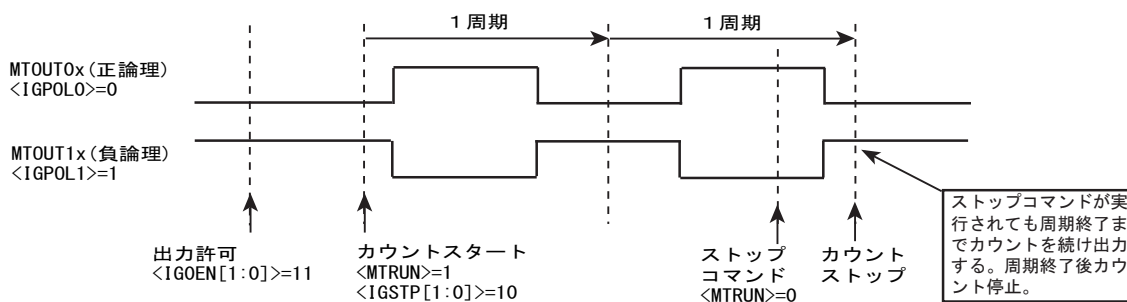 １周期
１周期
MTOUT0x(正論理)
<IGPOL0>=0
MTOUT1x(負論理)
<IGPOL1>=1
出力許可
<IGOEN[1:0]>=11
カウントスタート
<MTRUN>=1
<IGSTP[1:0]>=10
ストップ
コマンド
<MTRUN>=0
カウント
ストップ
ストップコマンドが実
行されても周期終了ま
でカウントを続け出力
する。周期終了後カウ
ント停止。